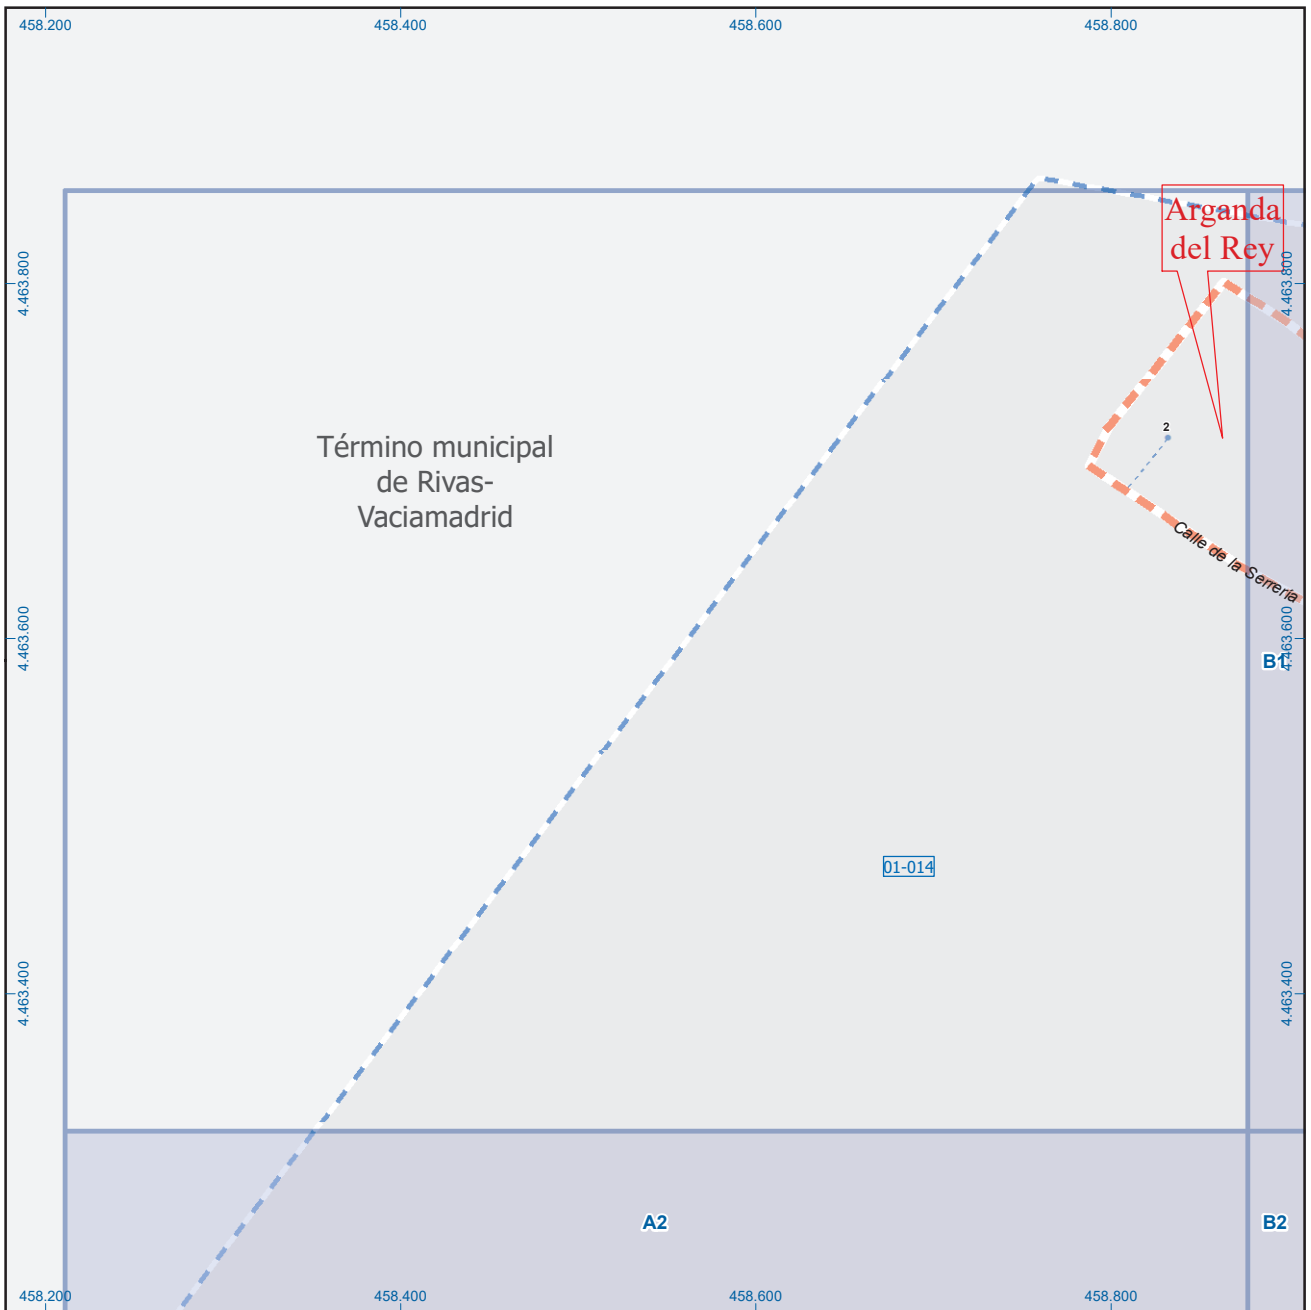 458.200
458.400
458.600
458.800
Arganda
del Rey
4.463.800
4.463.800
Término municipal
de Rivas-
Vaciamadrid
2
Calle de la Serrería
4.463.600
4.463.600
B1
01-014
4.463.400
4.463.400
A2
B2
458.200
458.400
458.600
458.800